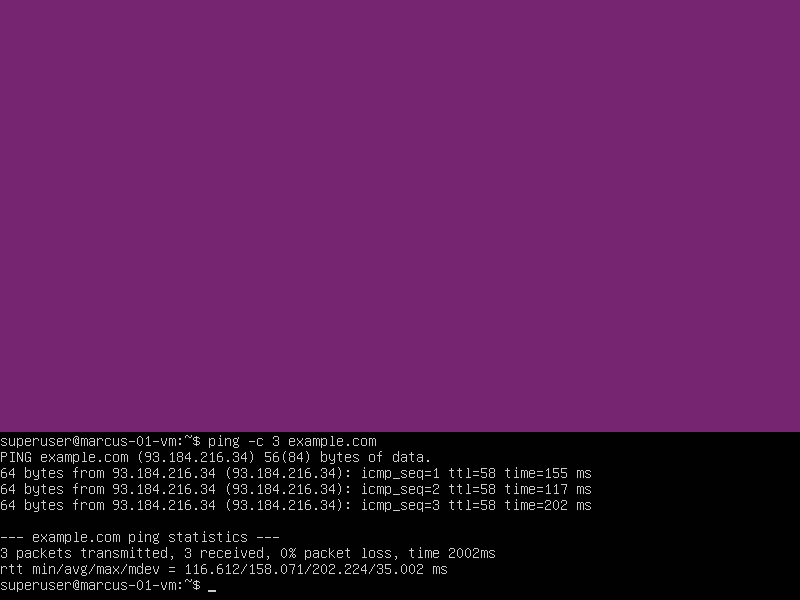 superuser@marcus-01-vm:~$ ping -c 3 example.com
PING example.com (93.184.216.34) 56(84) bytes of data.
64 bytes from 93.184.216.34 (93.184.216.34): icmp_seq=1 ttl=58 time=155 ms
64 bytes from 93.184.216.34 (93.184.216.34): icmp_seq=2 ttl=58 time=117 ms
64 bytes from 93.184.216.34 (93.184.216.34): icmp_seq=3 ttl=58 time=202 ms
--- example.com ping statistics ---
3 packets transmitted, 3 received, 0% packet loss, time 2002ms
rtt min/avg/max/mdev = 116.612/158.071/202.224/35.002 ms
superuser@marcus-01-vm:~$ _